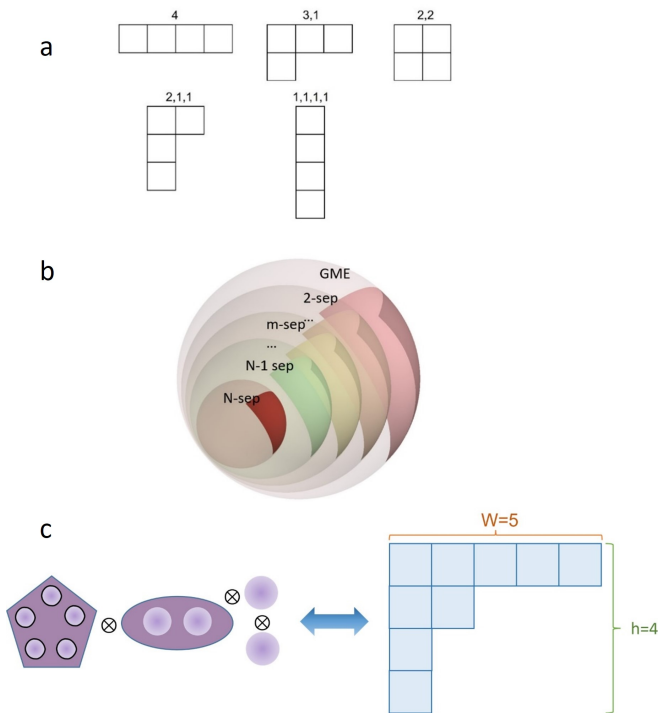 a
4
3,1
2,2
2,1,1
1,1,1,1
b
GME
2-sep
...
m-sep
...
N-1 sep
N-sep
c
W=5
⊗
⊗
⊗
h=4